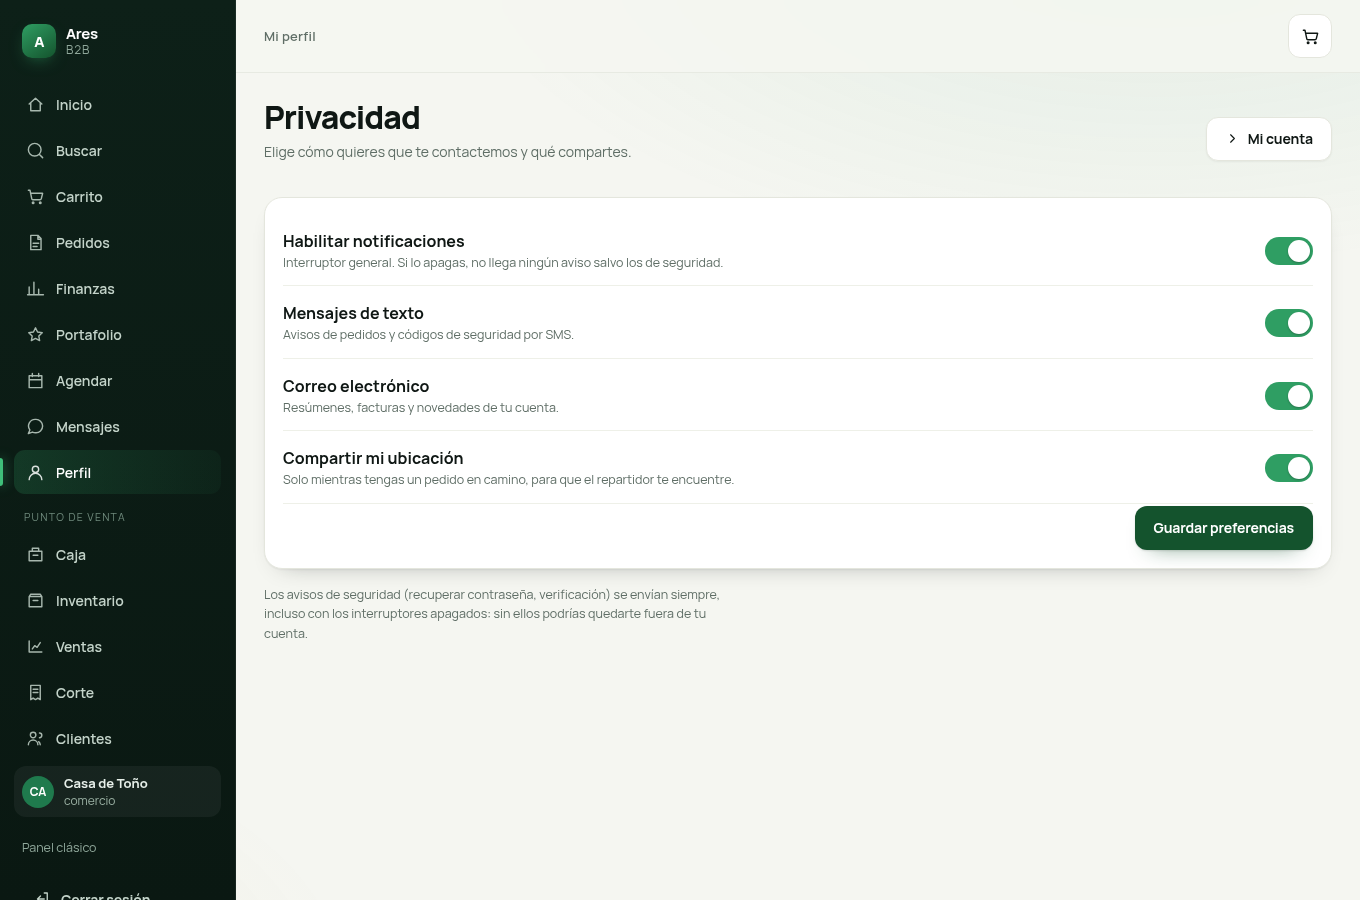 A
Ares
B2B
Inicio
Buscar
Carrito
Pedidos
Finanzas
Portafolio
Agendar
Mensajes
Perfil
PUNTO DE VENTA
Caja
Inventario
Ventas
Corte
Clientes
CA
Casa de Toño
comercio
Panel clásico
Cerrar sesión
Mi perfil
Privacidad
Elige cómo quieres que te contactemos y qué compartes.
Mi cuenta
Habilitar notificaciones
Interruptor general. Si lo apagas, no llega ningún aviso salvo los de seguridad.
Mensajes de texto
Avisos de pedidos y códigos de seguridad por SMS.
Correo electrónico
Resúmenes, facturas y novedades de tu cuenta.
Compartir mi ubicación
Solo mientras tengas un pedido en camino, para que el repartidor te encuentre.
Guardar preferencias
Los avisos de seguridad (recuperar contraseña, verificación) se envían siempre,
incluso con los interruptores apagados: sin ellos podrías quedarte fuera de tu
cuenta.